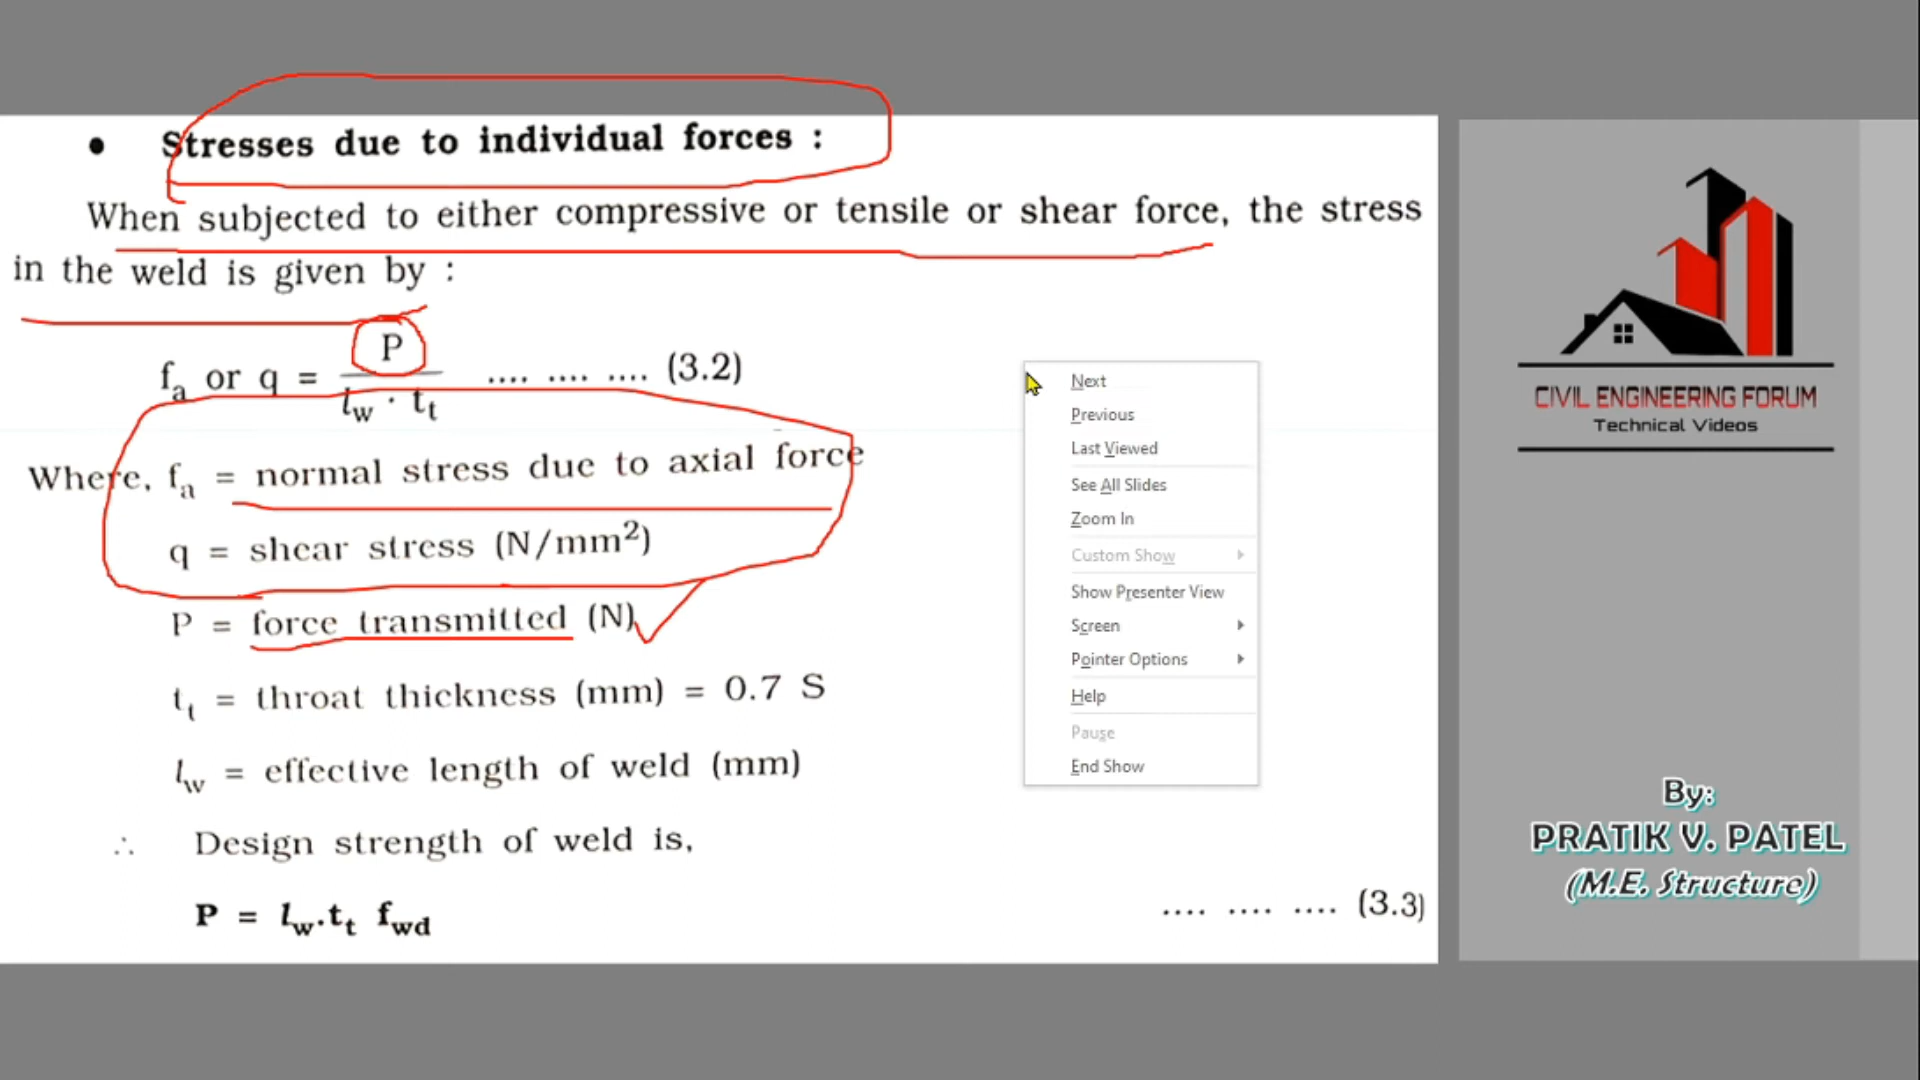 • Stresses due to individual forces :
When subjected to either compressive or tensile or shear force, the stress
in the weld is given by :
fa or q = P / lw · tt .... .... .... (3.2)
Where, fa = normal stress due to axial force
q = shear stress (N/mm²)
P = force transmitted (N)
tt = throat thickness (mm) = 0.7 S
lw = effective length of weld (mm)
∴ Design strength of weld is,
P = lw.tt fwd .... .... .... (3.3)
Next
Previous
Last Viewed
See All Slides
Zoom In
Custom Show
Show Presenter View
Screen
Pointer Options
Help
Pause
End Show
CIVIL ENGINEERING FORUM
Technical Videos
By:
PRATIK V. PATEL
(M.E. Structure)